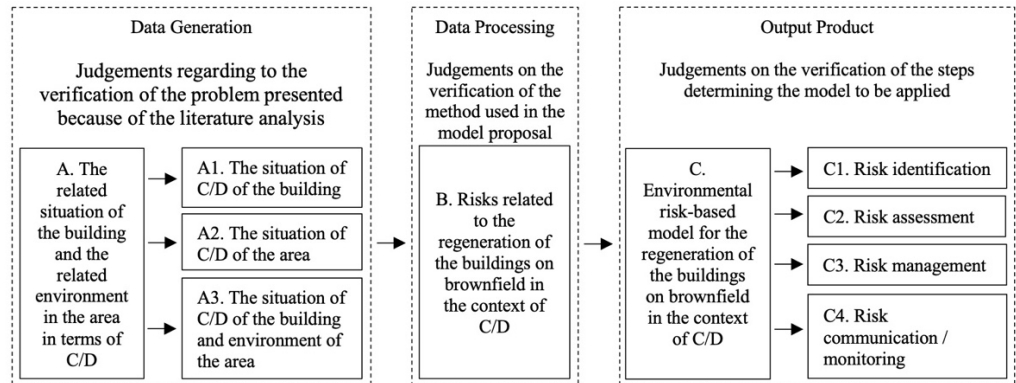 Data Generation
Judgements regarding to the
verification of the problem presented
because of the literature analysis
A. The
related
situation of
the building
and the
related
environment
in the area
in terms of
C/D
A1. The situation of
C/D of the building
A2. The situation of
C/D of the area
A3. The situation of
C/D of the building
and environment of
the area
Data Processing
Judgements on the
verification of the
method used in the
model proposal
B. Risks related
to the
regeneration of
the buildings on
brownfield in
the context of
C/D
Output Product
Judgements on the verification of the steps
determining the model to be applied
C.
Environmental
risk-based
model for the
regeneration of
the buildings
on brownfield
in the context
of C/D
C1. Risk identification
C2. Risk assessment
C3. Risk management
C4. Risk
communication /
monitoring